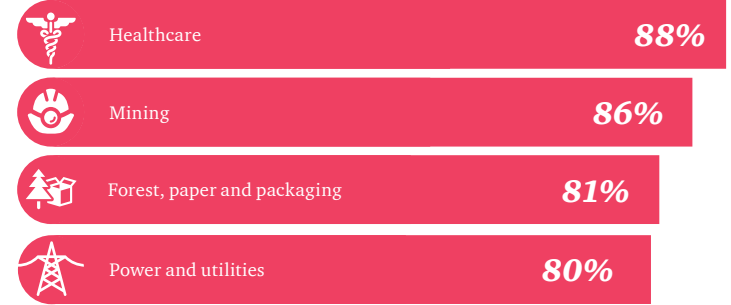 Healthcare 88%
Mining 86%
Forest, paper and packaging 81%
Power and utilities 80%